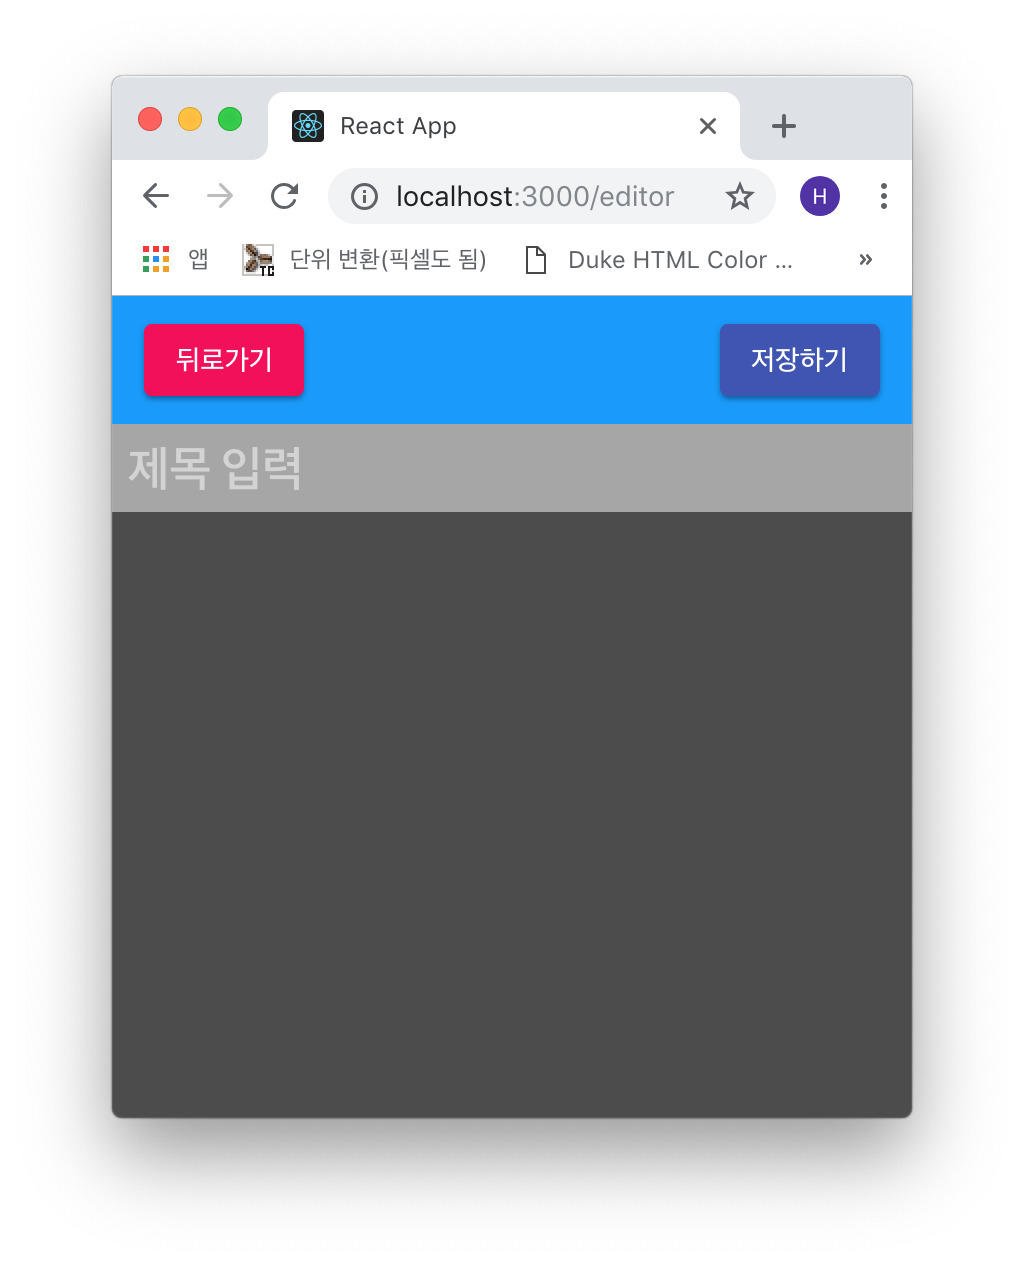 React App
localhost:3000/editor
H
앱
TC
단위 변환(픽셀도 됨)
Duke HTML Color ...
»
뒤로가기
저장하기
제목 입력